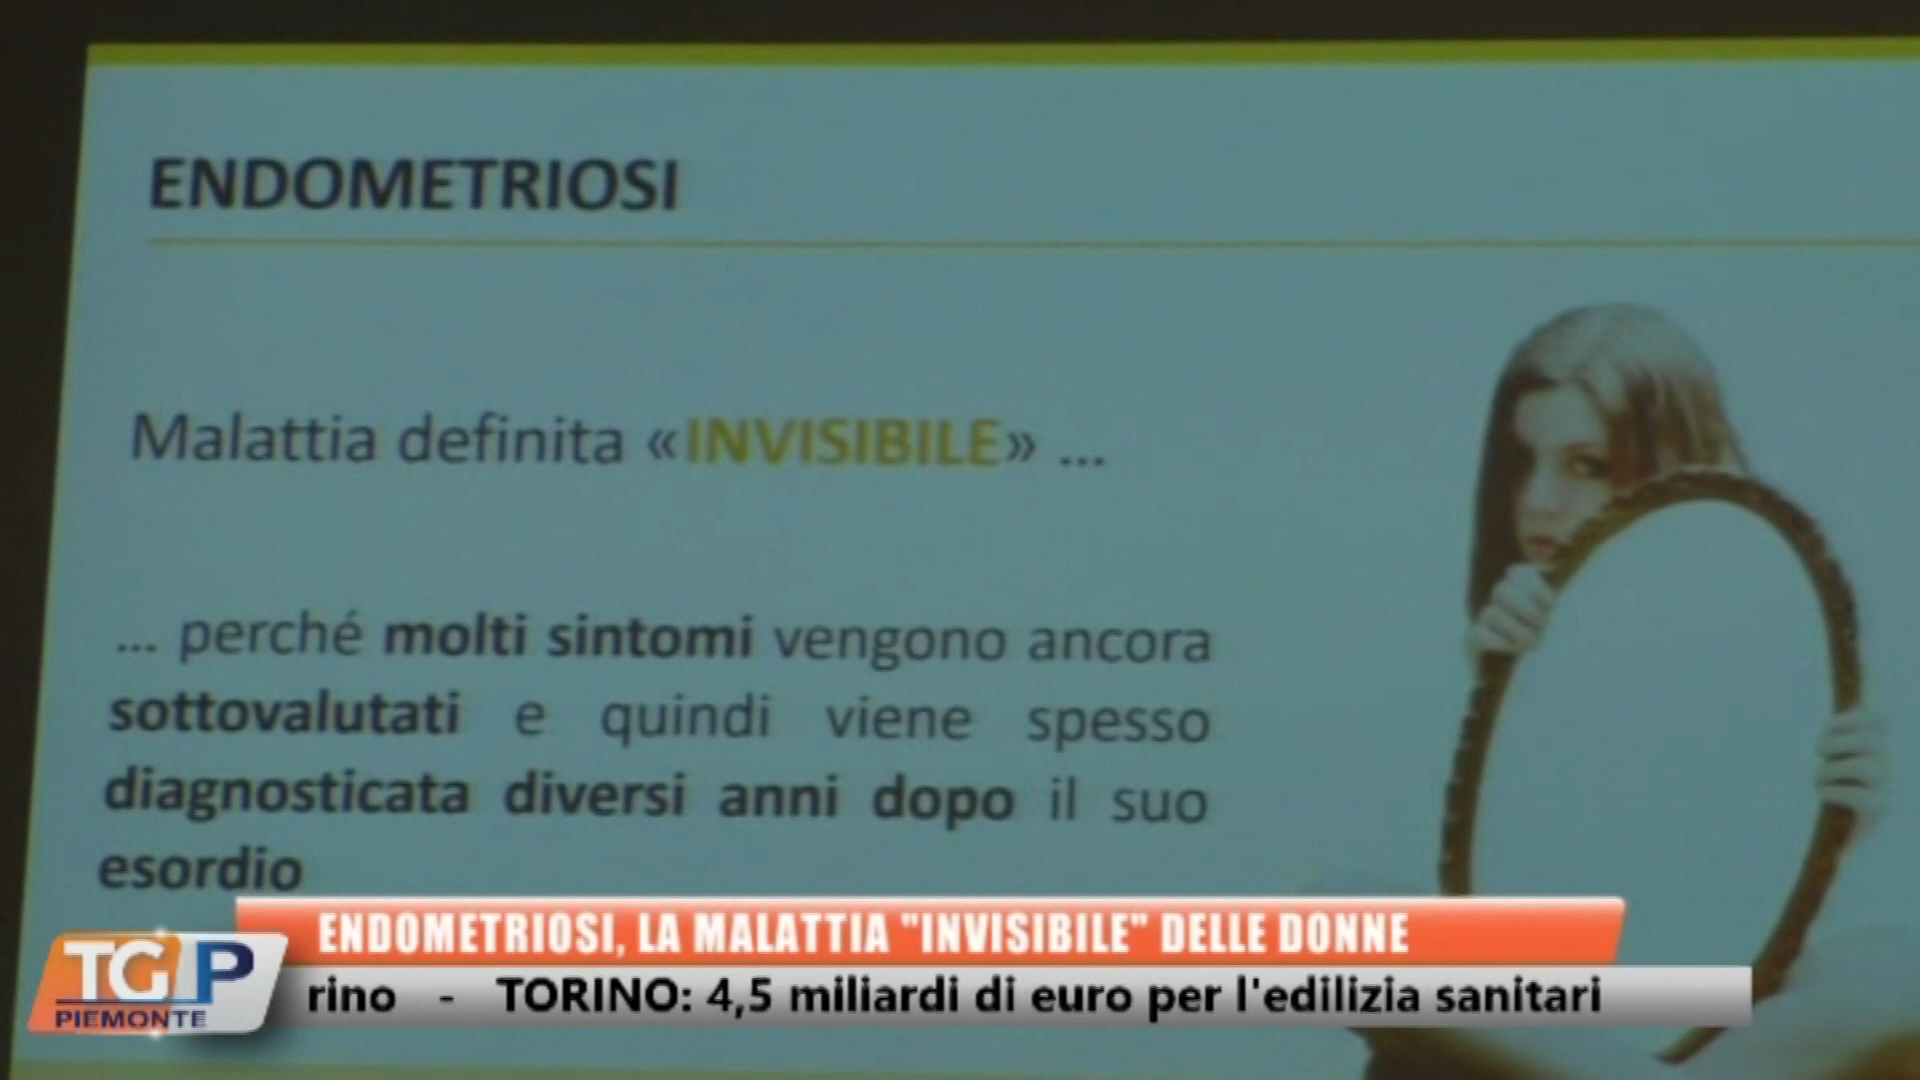 ENDOMETRIOSI
Malattia definita «INVISIBILE» ...
... perché molti sintomi vengono ancora
sottovalutati e quindi viene spesso
diagnosticata diversi anni dopo il suo
esordio
ENDOMETRIOSI, LA MALATTIA "INVISIBILE" DELLE DONNE
TGP
PIEMONTE
rino - TORINO: 4,5 miliardi di euro per l'edilizia sanitari